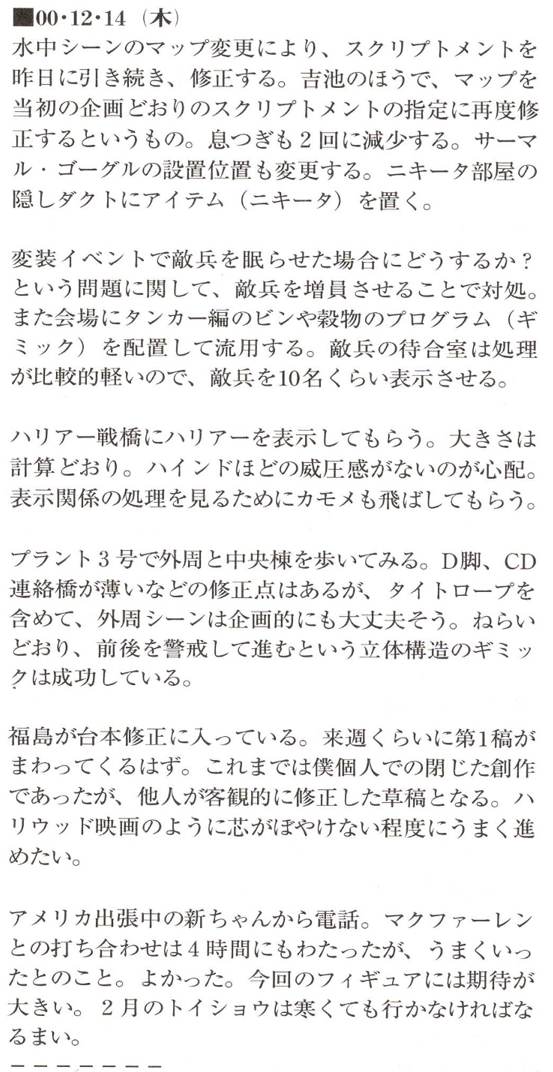 ■00・12・14（木）
水中シーンのマップ変更により、スクリプトメントを
昨日に引き続き、修正する。吉池のほうで、マップを
当初の企画どおりのスクリプトメントの指定に再度修
正するというもの。息つぎも２回に減少する。サーマ
ル・ゴーグルの設置位置も変更する。ニキータ部屋の
隠しダクトにアイテム（ニキータ）を置く。

変装イベントで敵兵を眠らせた場合にどうするか？
という問題に関して、敵兵を増員させることで対処。
また会場にタンカー編のビンや穀物のプログラム（ギ
ミック）を配置して流用する。敵兵の待合室は処理
が比較的軽いので、敵兵を10名くらい表示させる。

ハリアー戦橋にハリアーを表示してもらう。大きさは
計算どおり。ハインドほどの威圧感がないのが心配。
表示関係の処理を見るためにカモメも飛ばしてもらう。

プラント３号で外周と中央棟を歩いてみる。D脚、CD
連絡橋が薄いなどの修正点はあるが、タイトロープを
含めて、外周シーンは企画的にも大丈夫そう。ねらい
どおり、前後を警戒して進むという立体構造のギミッ
クは成功している。

福島が台本修正に入っている。来週くらいに第1稿が
まわってくるはず。これまでは僕個人での閉じた創作
であったが、他人が客観的に修正した草稿となる。ハ
リウッド映画のように芯がぼやけない程度にうまく進
めたい。

アメリカ出張中の新ちゃんから電話。マクファーレン
との打ち合わせは４時間にもわたったが、うまくいっ
たとのこと。よかった。今回のフィギュアには期待が
大きい。２月のトイショウは寒くても行かなければな
るまい。
－－－－－－－